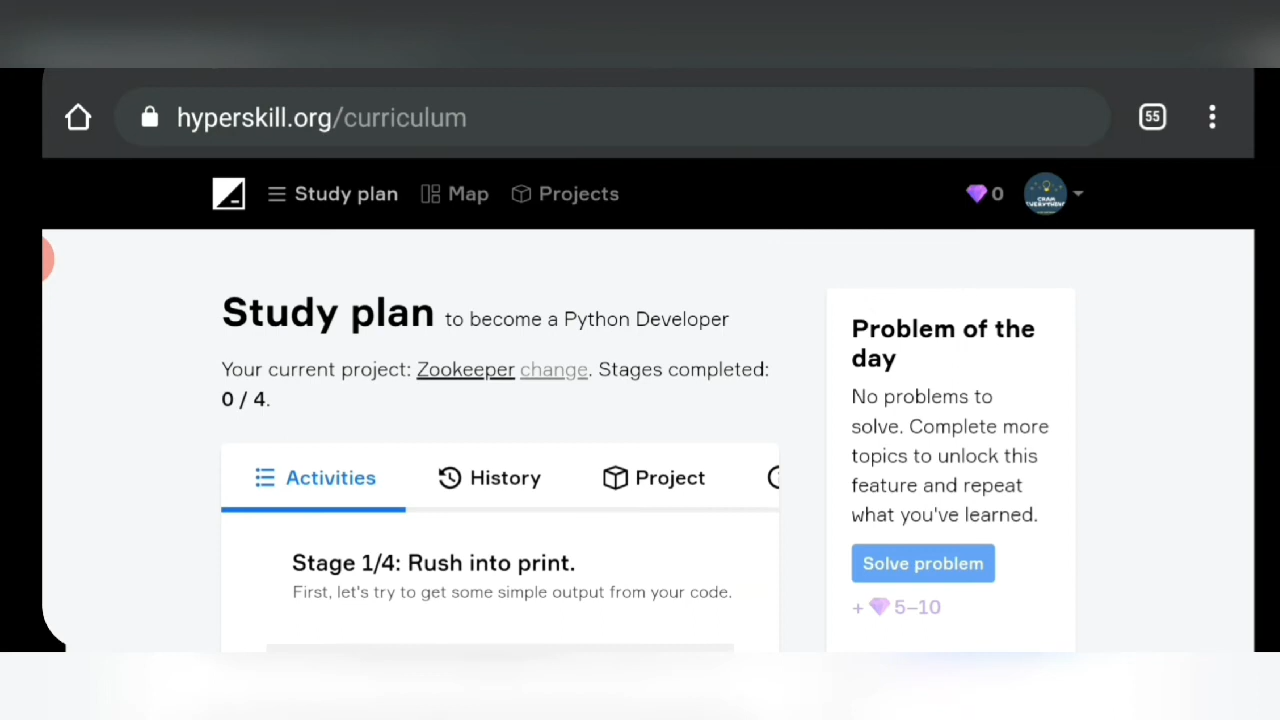 hyperskill.org/curriculum
55
Study plan
Map
Projects
0
CRAM
EVERYTHING
Study plan to become a Python Developer
Your current project: Zookeeper change. Stages completed:
0 / 4.
Activities
History
Project
Stage 1/4: Rush into print.
First, let's try to get some simple output from your code.
Problem of the
day
No problems to
solve. Complete more
topics to unlock this
feature and repeat
what you've learned.
Solve problem
+ 5–10